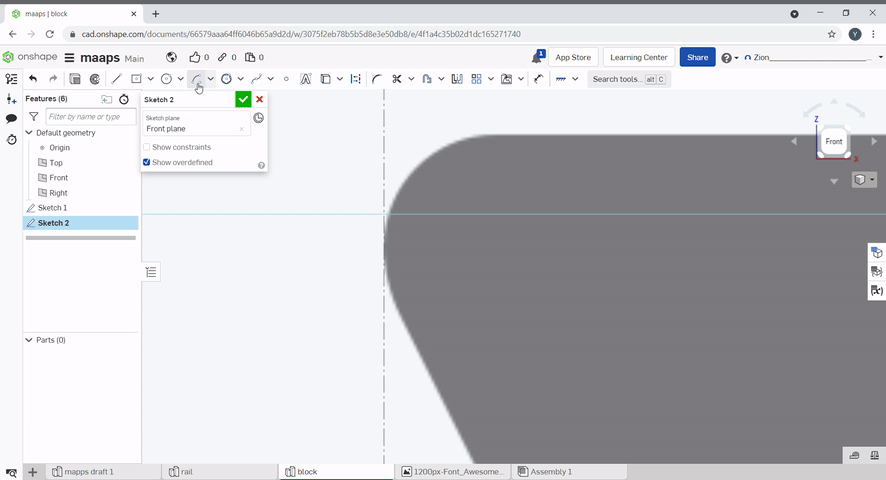 maaps | block
cad.onshape.com/documents/66579aaa64ff6046b65a9d2d/w/3075f2eb78b5b5d8e3e50db8/e/4f1a4c35b02d1dc165271740
Y
onshape
maaps
Main
0
0
0
1
App Store
Learning Center
Share
Zion
Search tools... alt C
Features (6)
Filter by name or type
Default geometry
Origin
Top
Front
Right
Sketch 1
Sketch 2
Parts (0)
Sketch 2
Sketch plane
Front plane
Show constraints
Show overdefined
Z
Front
X
mapps draft 1
rail
block
1200px-Font_Awesome...
Assembly 1